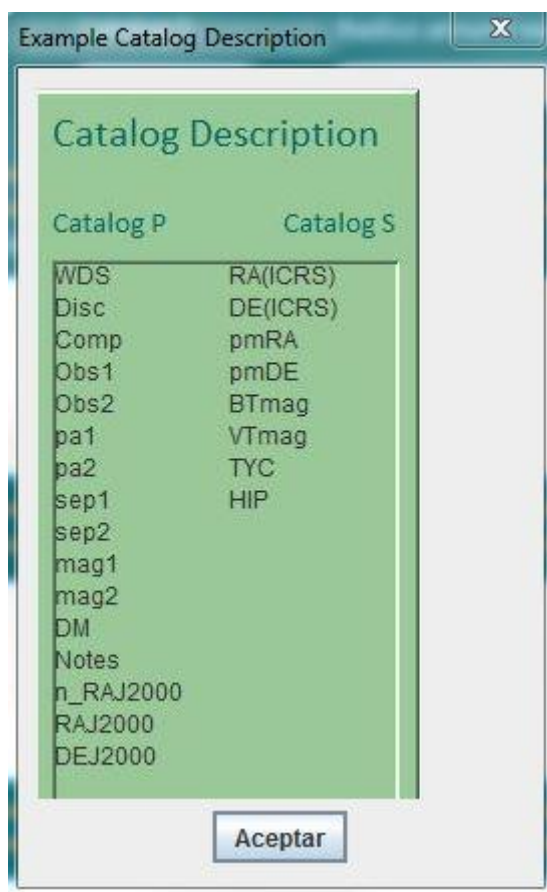 Example Catalog Description
Catalog Description
Catalog P Catalog S
WDS RA(ICRS)
Disc DE(ICRS)
Comp pmRA
Obs1 pmDE
Obs2 BTmag
pa1 VTmag
pa2 TYC
sep1 HIP
sep2
mag1
mag2
DM
Notes
n_RAJ2000
RAJ2000
DEJ2000
Aceptar